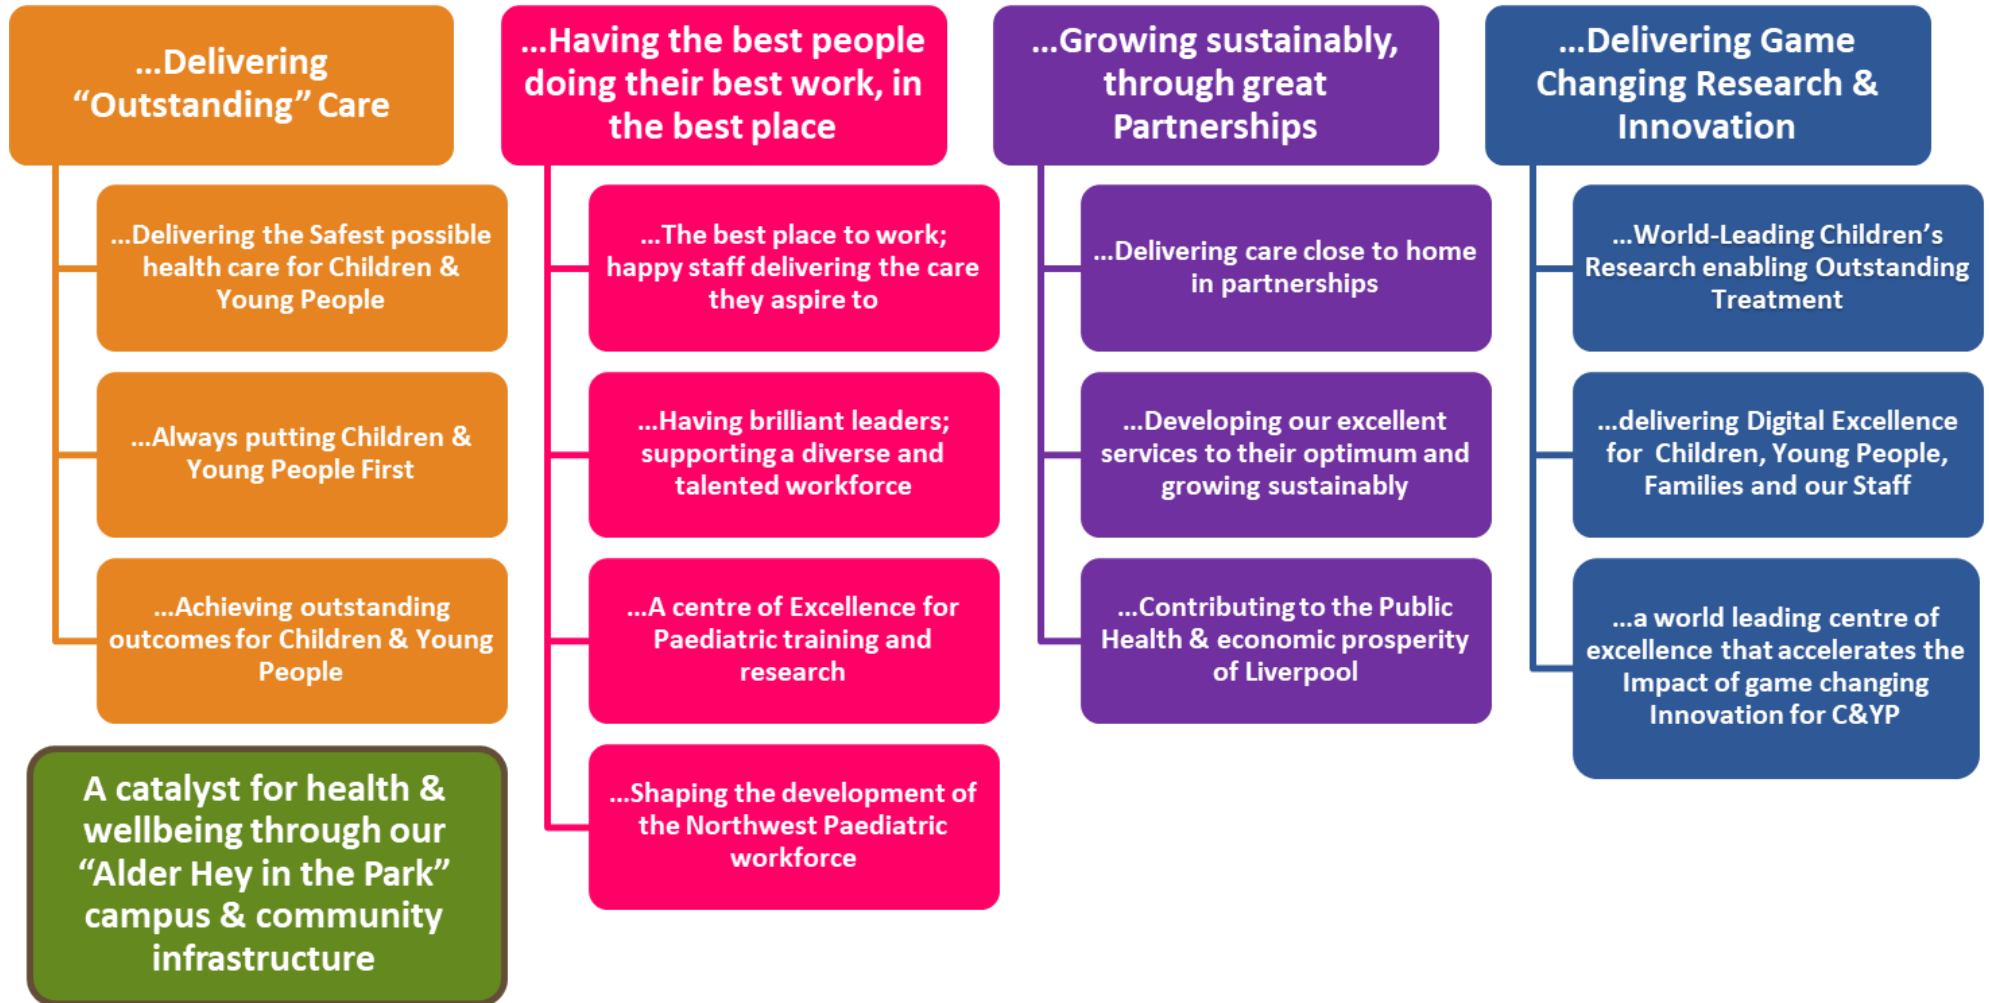 ...Delivering
“Outstanding” Care
...Delivering the Safest possible
health care for Children &
Young People
...Always putting Children &
Young People First
...Achieving outstanding
outcomes for Children & Young
People
A catalyst for health &
wellbeing through our
“Alder Hey in the Park”
campus & community
infrastructure
...Having the best people
doing their best work, in
the best place
...The best place to work;
happy staff delivering the care
they aspire to
...Having brilliant leaders;
supporting a diverse and
talented workforce
...A centre of Excellence for
Paediatric training and
research
...Shaping the development of
the Northwest Paediatric
workforce
...Growing sustainably,
through great
Partnerships
...Delivering care close to home
in partnerships
...Developing our excellent
services to their optimum and
growing sustainably
...Contributing to the Public
Health & economic prosperity
of Liverpool
...Delivering Game
Changing Research &
Innovation
...World-Leading Children’s
Research enabling Outstanding
Treatment
...delivering Digital Excellence
for Children, Young People,
Families and our Staff
...a world leading centre of
excellence that accelerates the
Impact of game changing
Innovation for C&YP